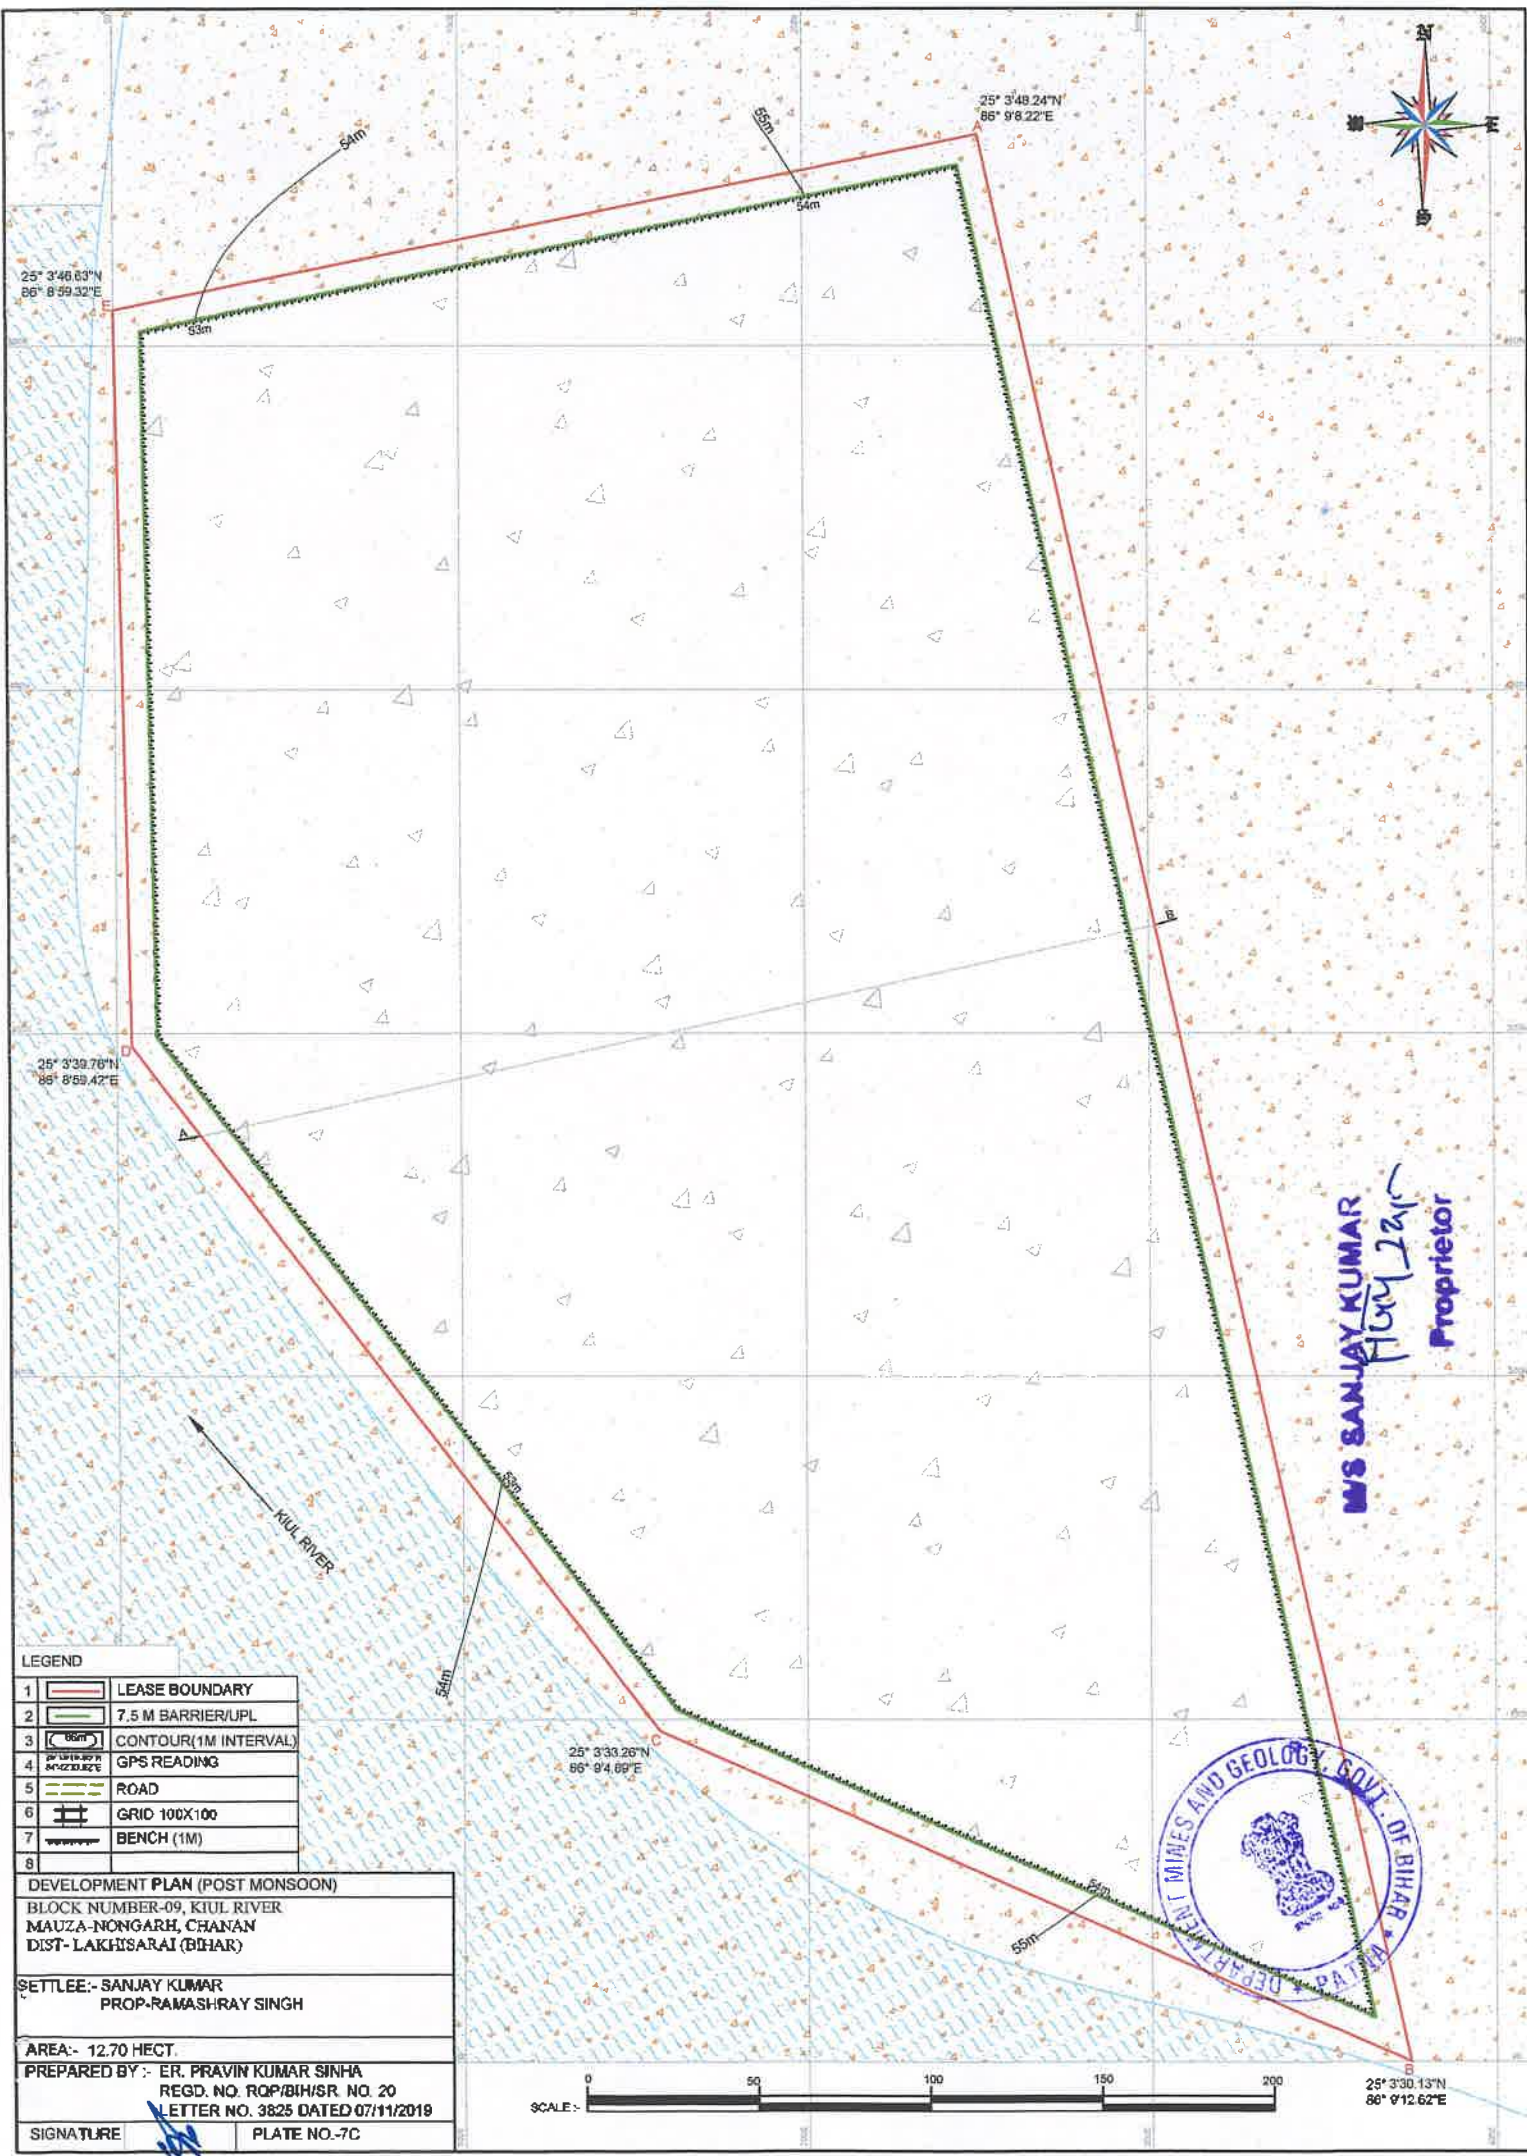 N
E
S
54m
55m
25° 3'48.24"N
86° 9'8.22"E
A
54m
25° 3'46.63"N
86° 8'59.32"E
E
53m
B
D
25° 3'39.76"N
86° 8'59.42"E
A
M/S SANJAY KUMAR
Proprietor
KIUL RIVER
53m
54m
C
25° 3'33.26"N
86° 9'4.69"E
54m
55m
DEPARTMENT MINES AND GEOLOGY, GOVT. OF BIHAR * PATNA *
B
25° 3'30.13"N
86° 9'12.62"E
LEGEND
1 LEASE BOUNDARY
2 7.5 M BARRIER/UPL
3 CONTOUR(1M INTERVAL)
4 GPS READING
5 ROAD
6 GRID 100X100
7 BENCH (1M)
8
DEVELOPMENT PLAN (POST MONSOON)
BLOCK NUMBER-09, KIUL RIVER
MAUZA-NONGARH, CHANAN
DIST- LAKHISARAI (BIHAR)
SETTLEE:- SANJAY KUMAR
PROP-RAMASHRAY SINGH
AREA:- 12.70 HECT.
PREPARED BY :- ER. PRAVIN KUMAR SINHA
REGD. NO. RQP/BIH/SR. NO. 20
LETTER NO. 3825 DATED 07/11/2019
SIGNATURE
PLATE NO.-7C
SCALE :-
0 50 100 150 200